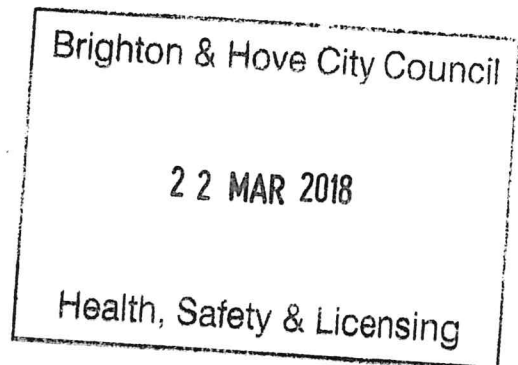 Brighton & Hove City Council
22 MAR 2018
Health, Safety & Licensing